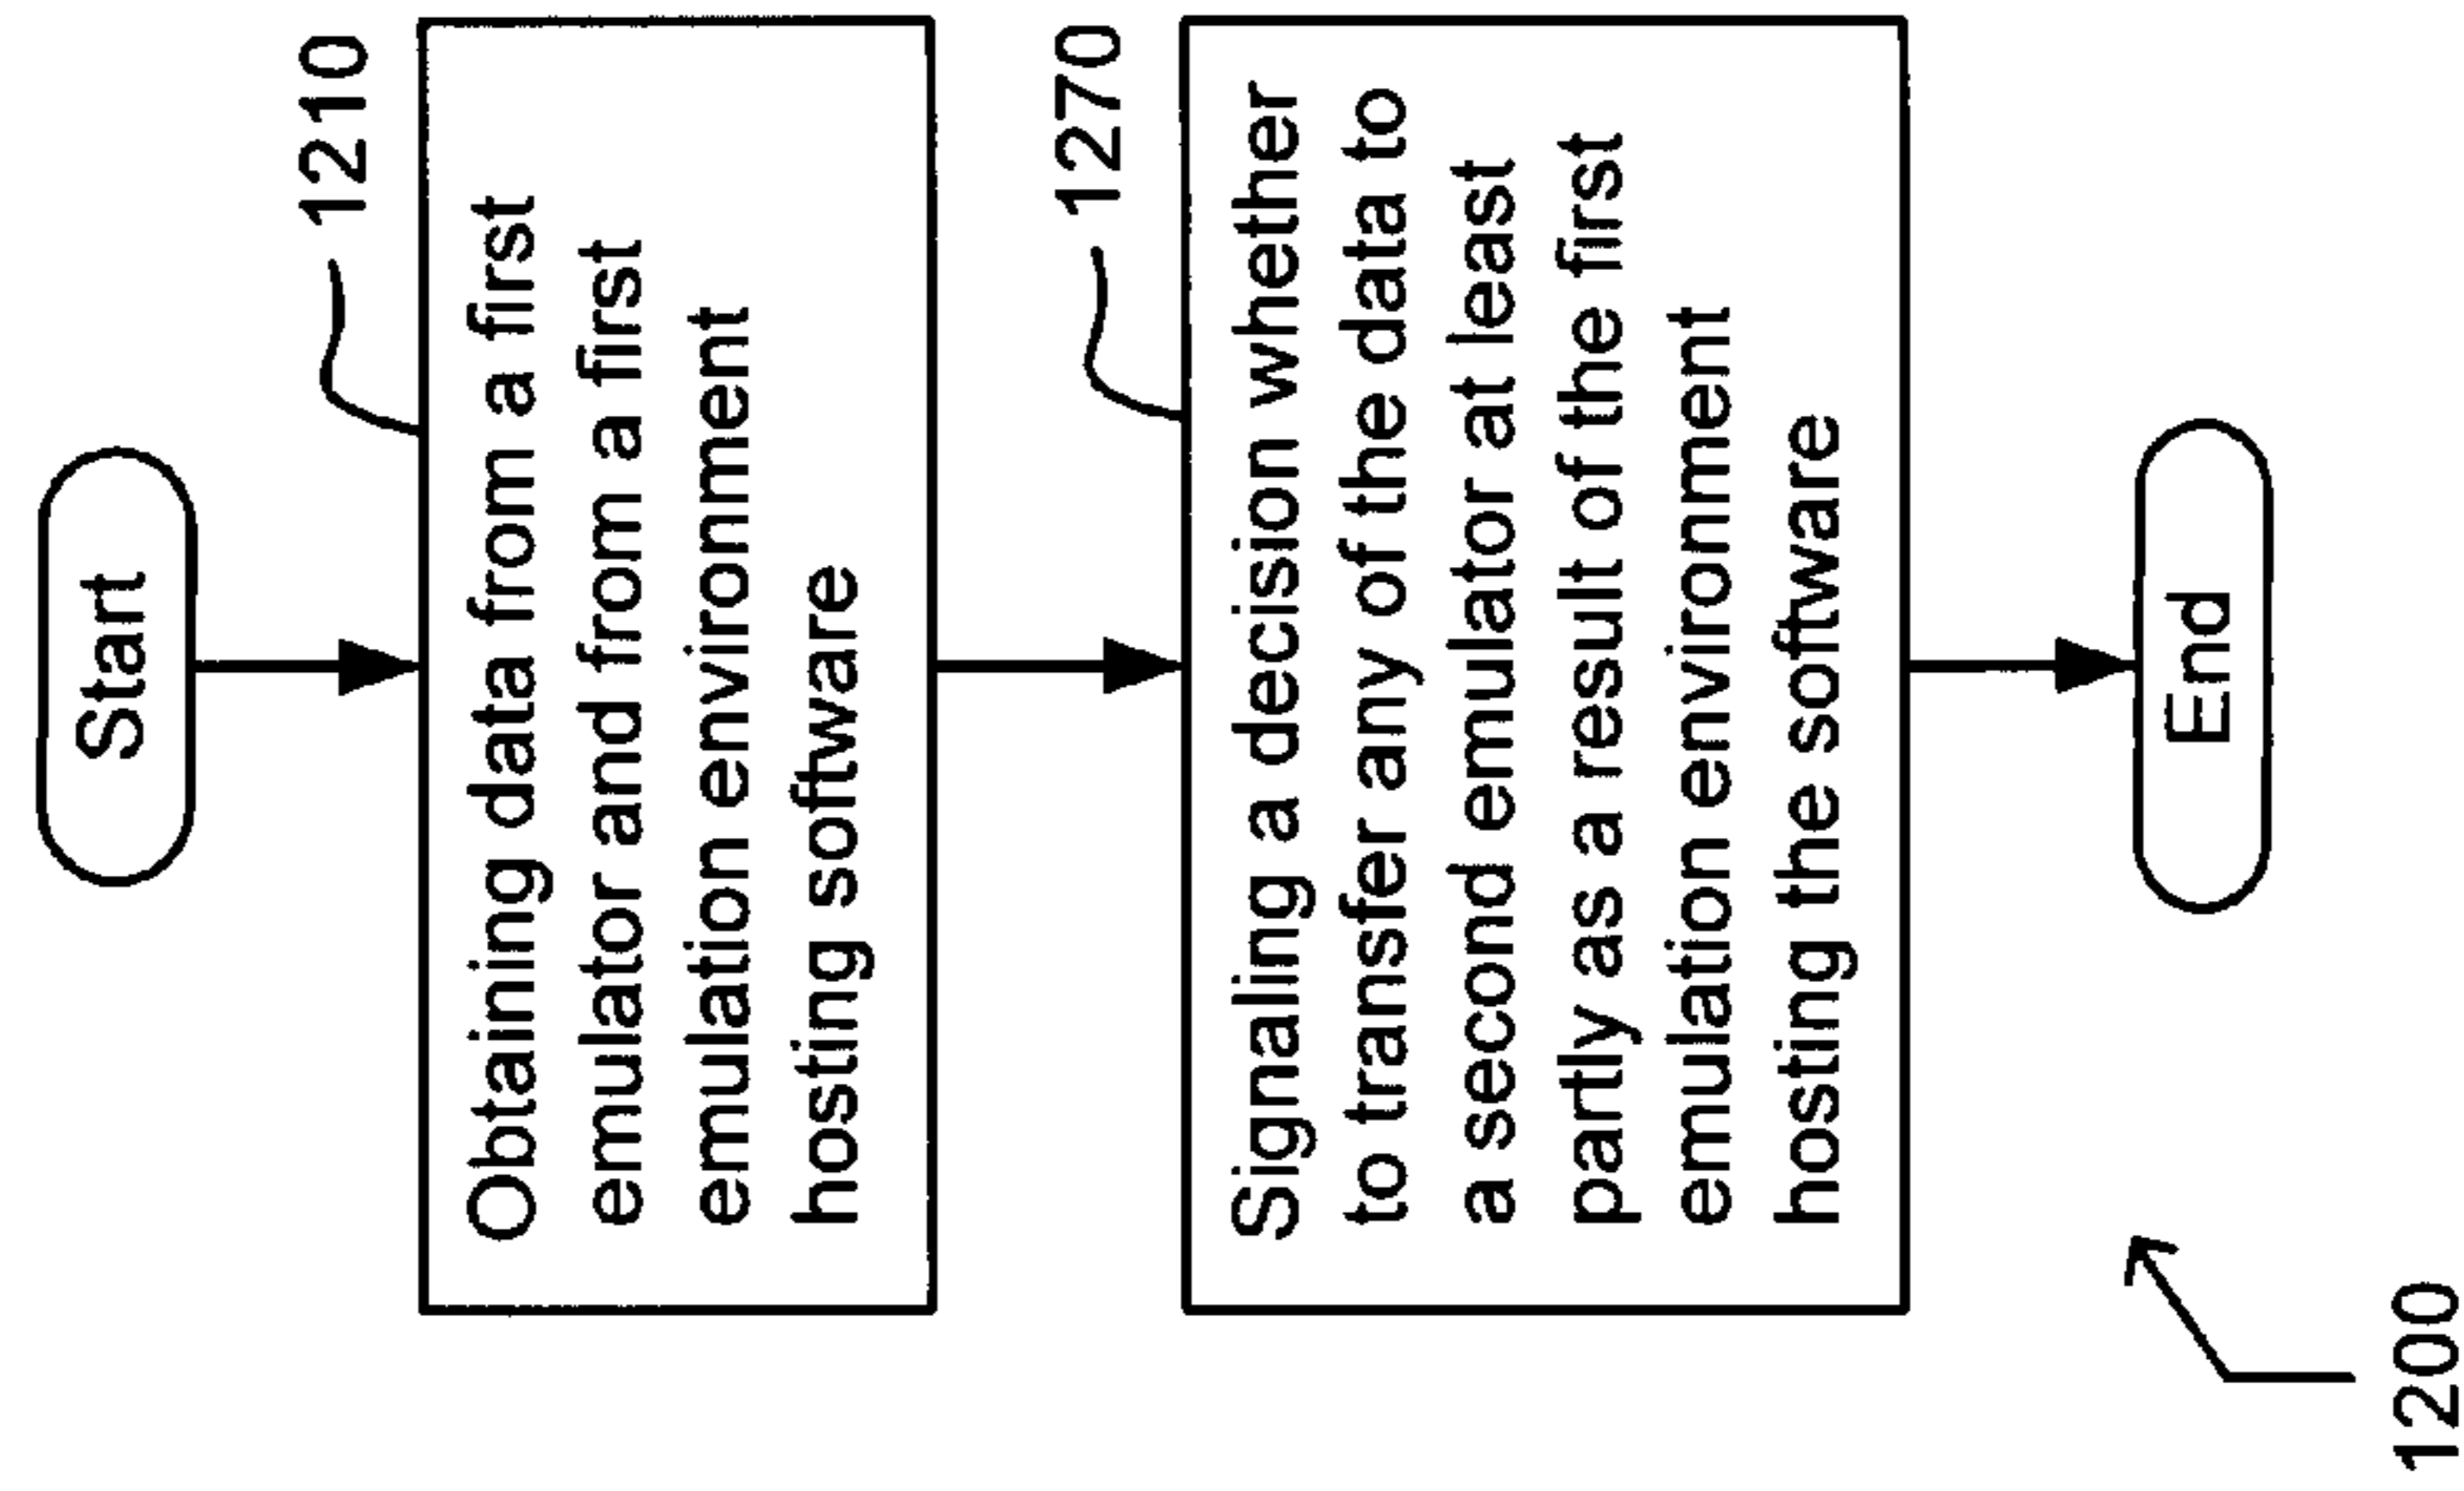 Start
1210
Obtaining data from a first
emulator and from a first
emulation environment
hosting software
1270
Signaling a decision whether
to transfer any of the data to
a second emulator at least
partly as a result of the first
emulation environment
hosting the software
End
1200